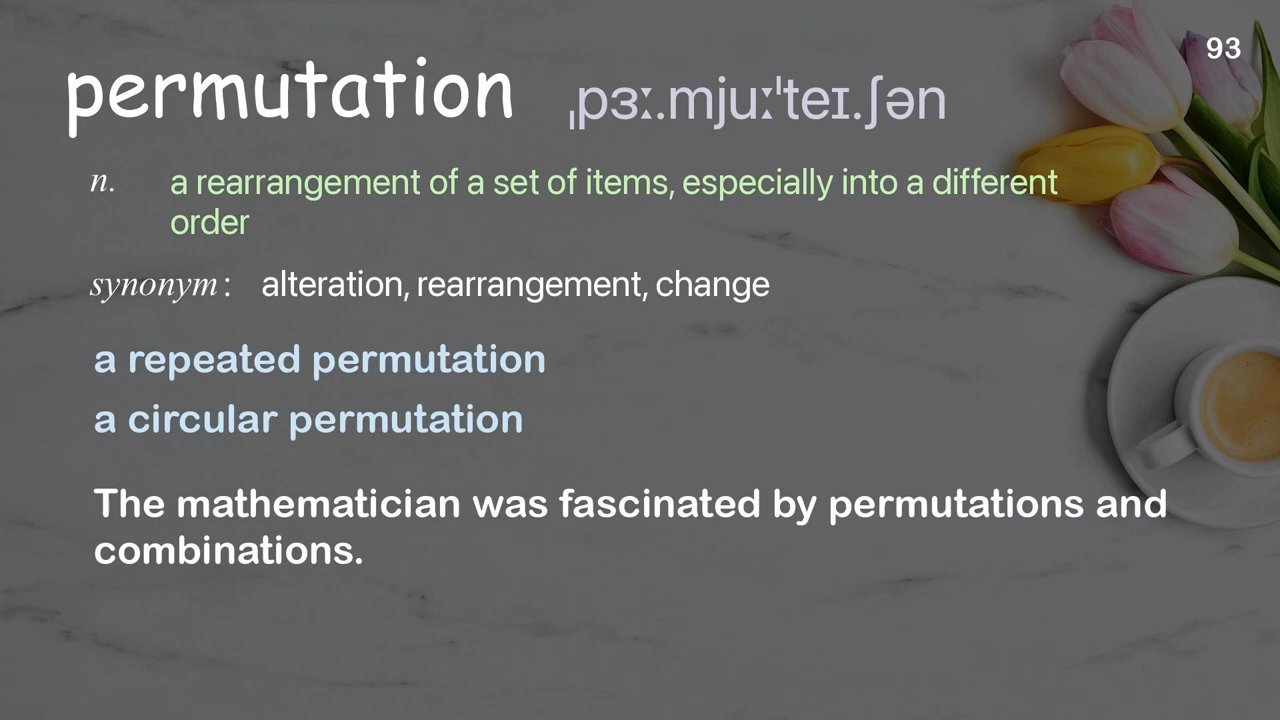 93
permutation ˌpɜː.mjuːˈteɪ.ʃən
n. a rearrangement of a set of items, especially into a different
order
synonym : alteration, rearrangement, change
a repeated permutation
a circular permutation
The mathematician was fascinated by permutations and
combinations.